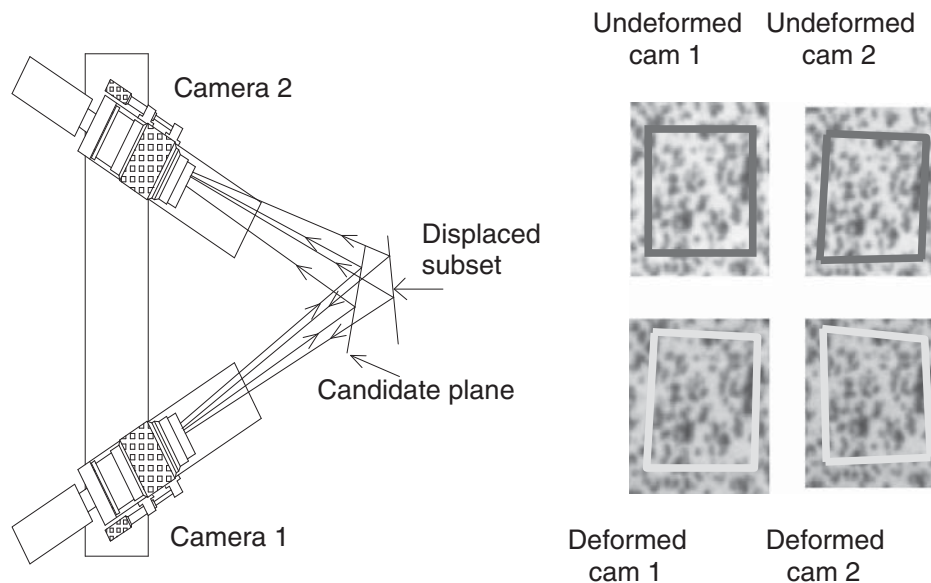 Undeformed
cam 1
Undeformed
cam 2
Camera 2
Displaced
subset
Candidate plane
Camera 1
Deformed
cam 1
Deformed
cam 2